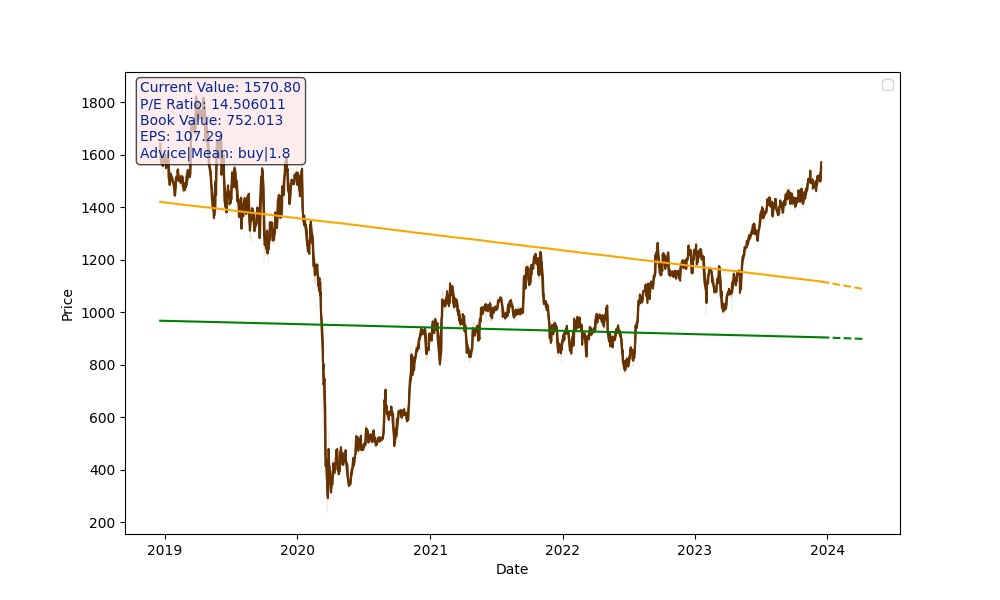 Current Value: 1570.80
P/E Ratio: 14.506011
Book Value: 752.013
EPS: 107.29
Advice|Mean: buy|1.8
1800
1600
1400
1200
1000
800
600
400
200
Price
2019 2020 2021 2022 2023 2024
Date